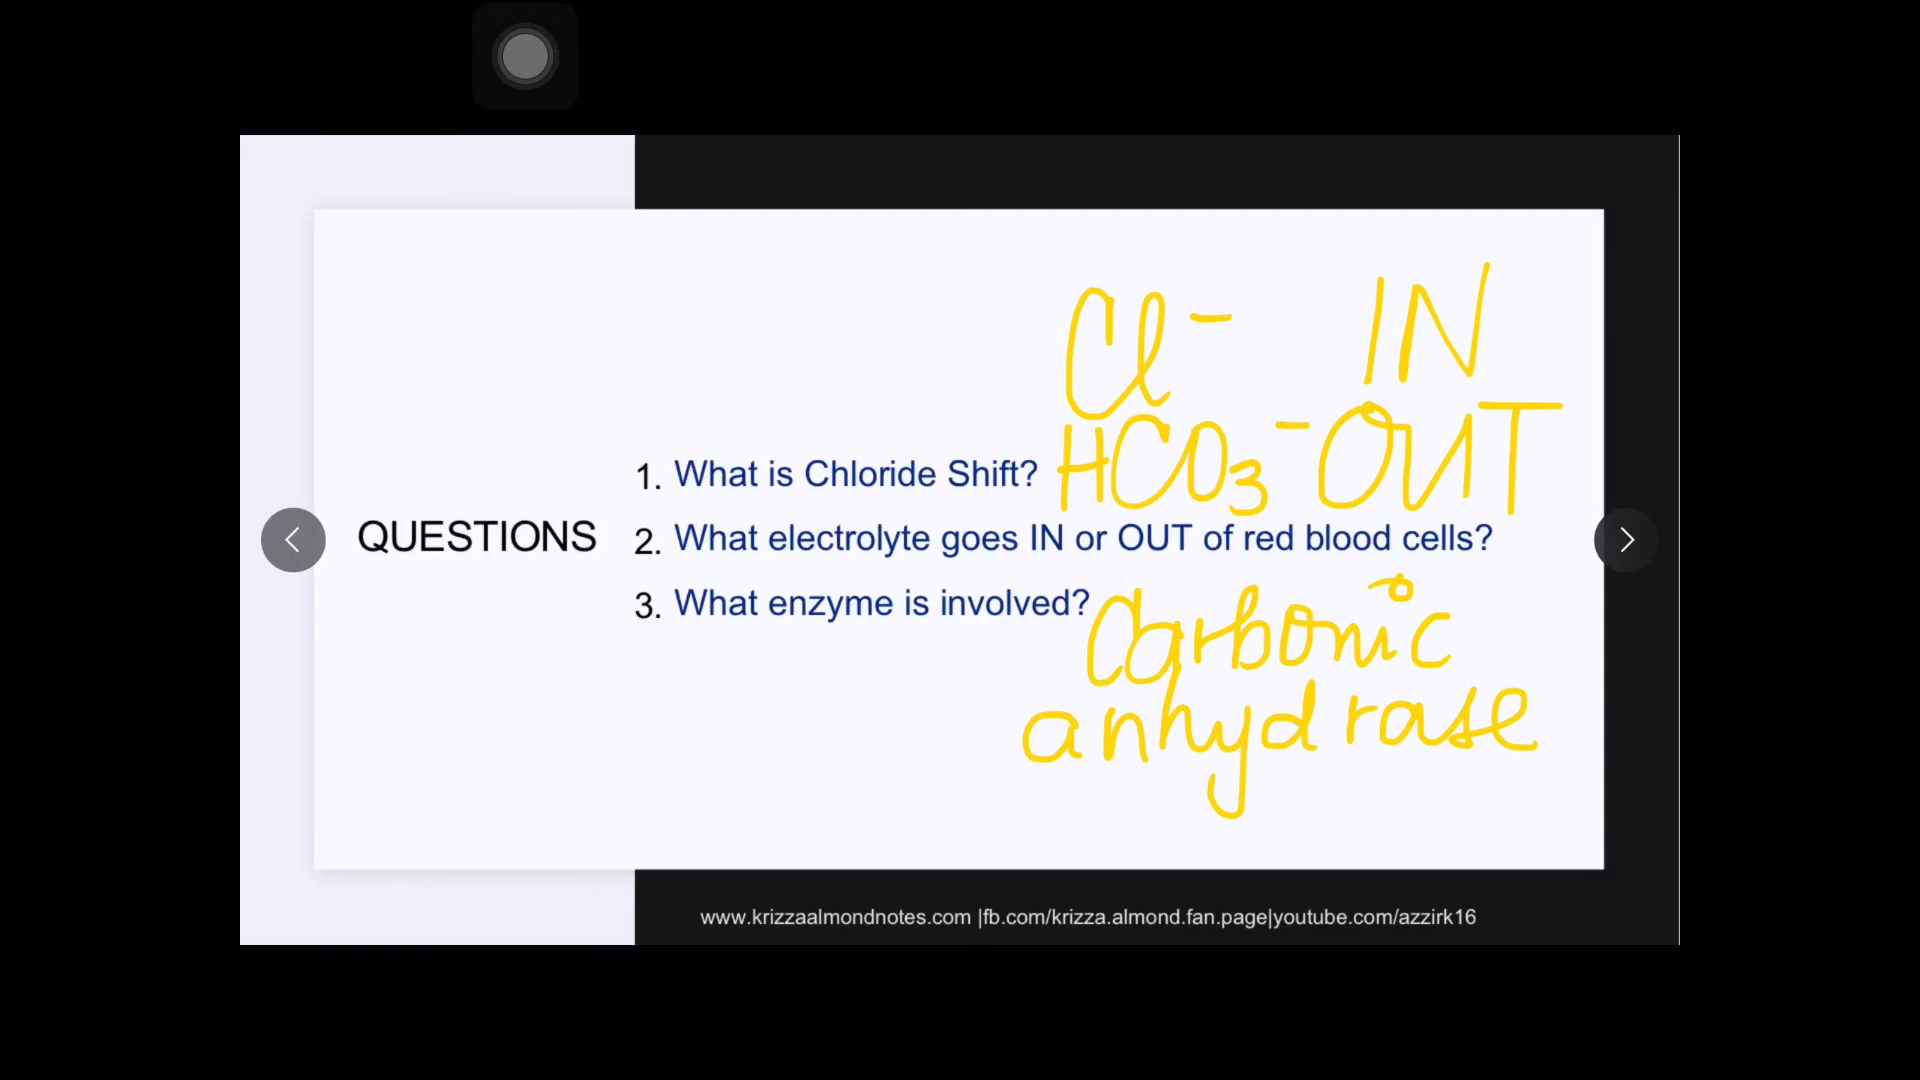 Cl⁻ IN
HCO₃⁻ OUT
1. What is Chloride Shift?
QUESTIONS
2. What electrolyte goes IN or OUT of red blood cells?
3. What enzyme is involved?
Carbonic
anhydrase
www.krizzaalmondnotes.com |fb.com/krizza.almond.fan.page|youtube.com/azzirk16